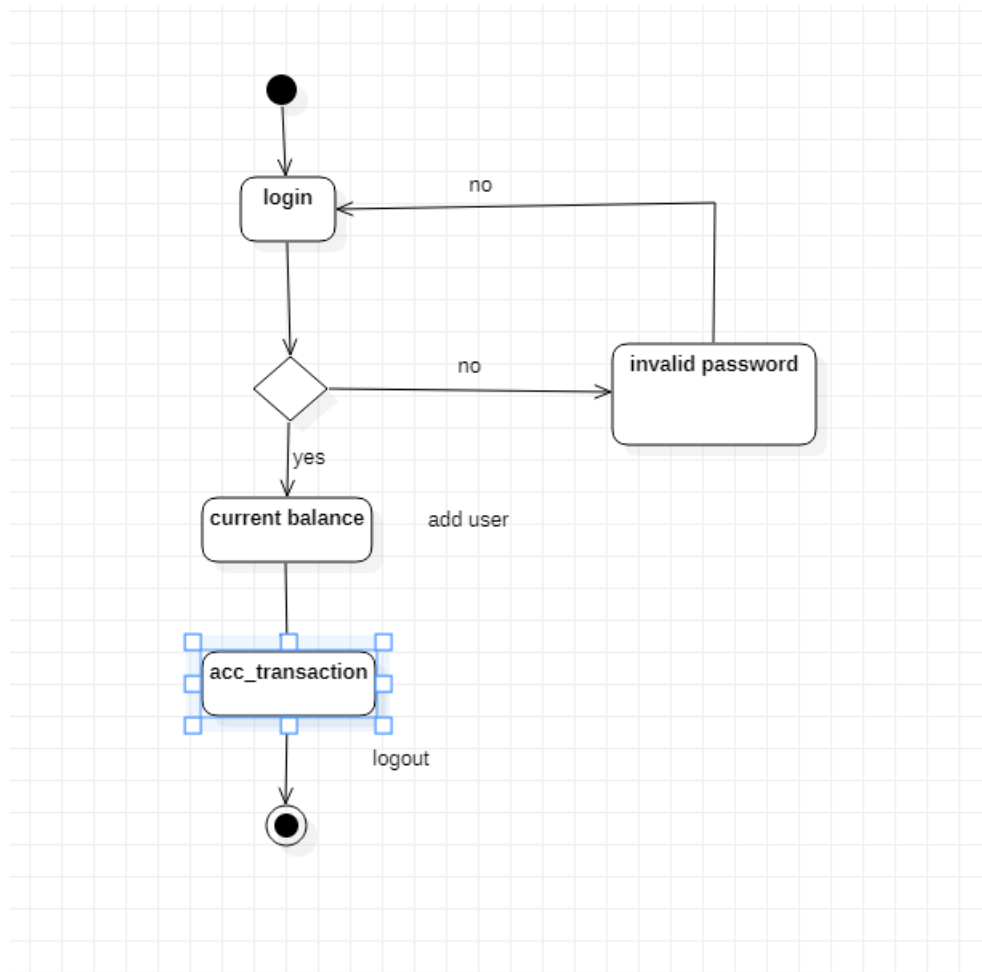 no
login
invalid password
no
yes
current balance
add user
acc_transaction
logout